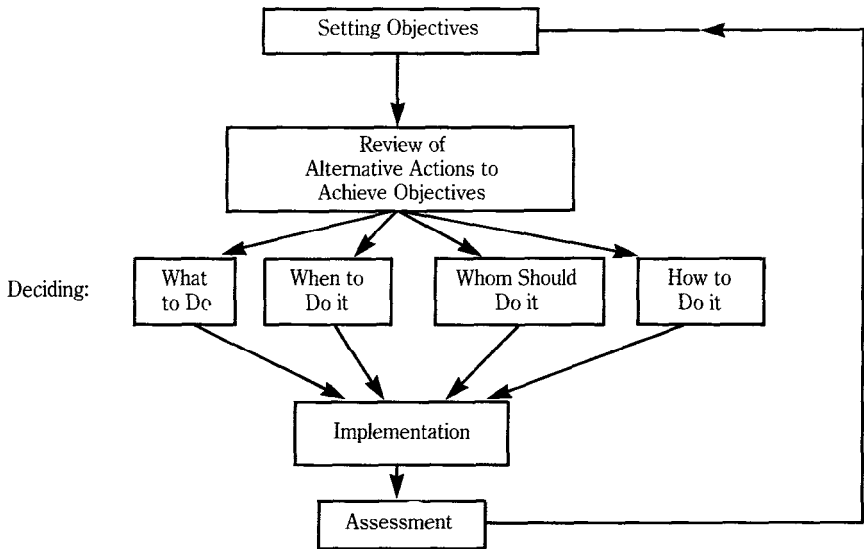 Setting Objectives
Review of
Alternative Actions to
Achieve Objectives
Deciding:
What
to Do
When to
Do it
Whom Should
Do it
How to
Do it
Implementation
Assessment